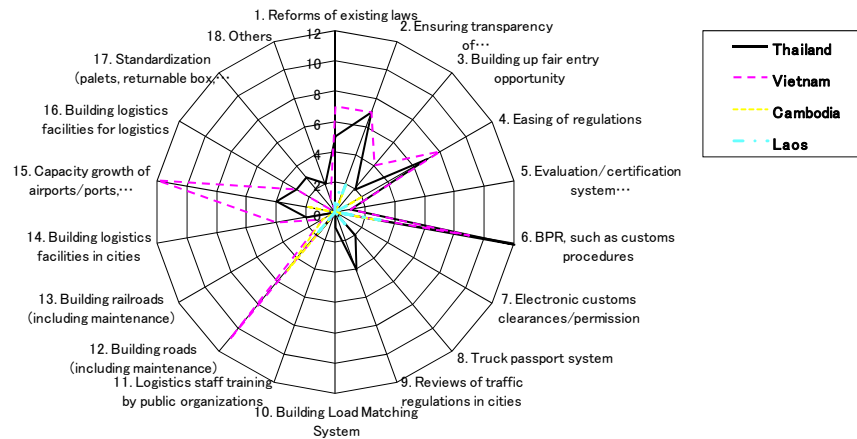 1. Reforms of existing laws
2. Ensuring transparency
of…
3. Building up fair entry
opportunity
4. Easing of regulations
5. Evaluation/certification
system…
6. BPR, such as customs
procedures
7. Electronic customs
clearances/permission
8. Truck passport system
9. Reviews of traffic
regulations in cities
10. Building Load Matching
System
11. Logistics staff training
by public organizations
12. Building roads
(including maintenance)
13. Building railroads
(including maintenance)
14. Building logistics
facilities in cities
15. Capacity growth of
airports/ports,…
16. Building logistics
facilities for logistics
17. Standardization
(palets, returnable box,…
18. Others
12
10
8
6
4
2
0
Thailand
Vietnam
Cambodia
Laos